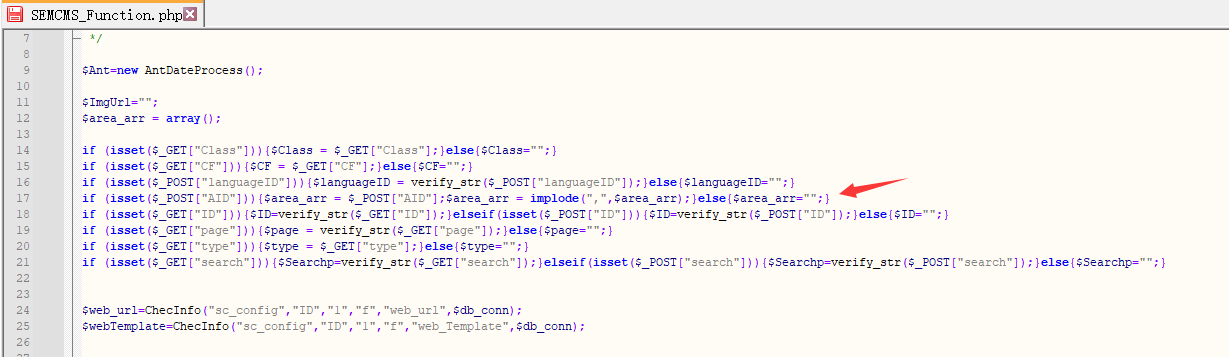 SEMCMS_Function.php
7 */
8
9 $Ant=new AntDateProcess();
10
11 $ImgUrl="";
12 $area_arr = array();
13
14 if (isset($_GET["Class"])){$Class = $_GET["Class"];}else{$Class="";}
15 if (isset($_GET["CF"])){$CF = $_GET["CF"];}else{$CF="";}
16 if (isset($_POST["languageID"])){$languageID = verify_str($_POST["languageID"]);}else{$languageID="";}
17 if (isset($_POST["AID"])){$area_arr = $_POST["AID"];$area_arr = implode(",",$area_arr);}else{$area_arr="";}
18 if (isset($_GET["ID"])){$ID=verify_str($_GET["ID"]);}elseif(isset($_POST["ID"])){$ID=verify_str($_POST["ID"]);}else{$ID="";}
19 if (isset($_GET["page"])){$page = verify_str($_GET["page"]);}else{$page="";}
20 if (isset($_GET["type"])){$type = $_GET["type"];}else{$type="";}
21 if (isset($_GET["search"])){$Searchp=verify_str($_GET["search"]);}elseif(isset($_POST["search"])){$Searchp=verify_str($_POST["search"]);}else{$Searchp="";}
22
23
24 $web_url=ChecInfo("sc_config","ID","1","f","web_url",$db_conn);
25 $webTemplate=ChecInfo("sc_config","ID","1","f","web_Template",$db_conn);
26